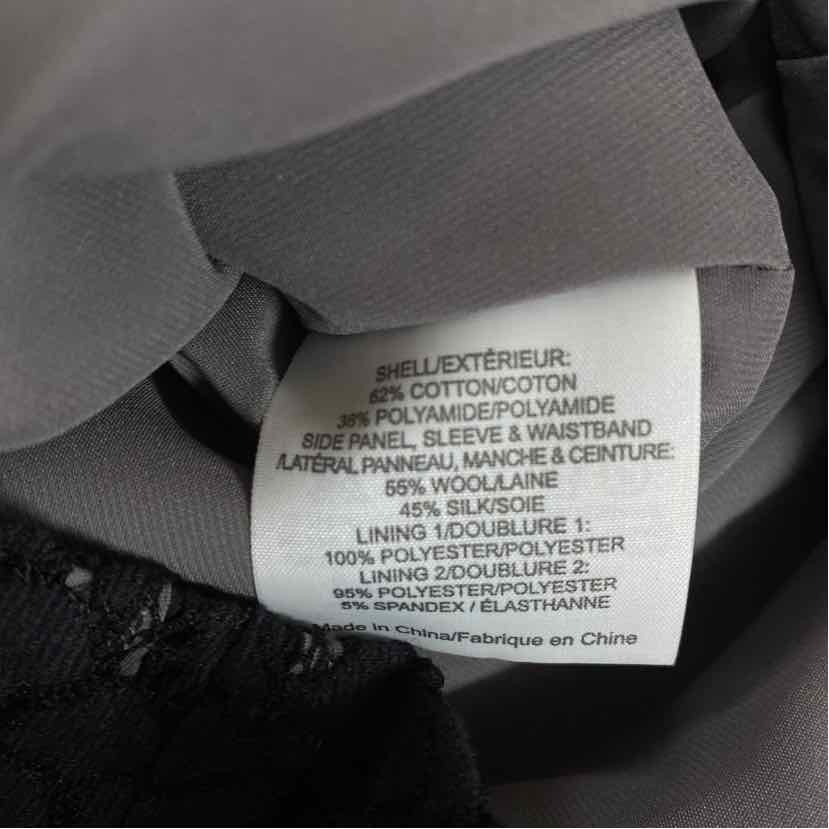 SHELL/EXTÉRIEUR:
62% COTTON/COTON
38% POLYAMIDE/POLYAMIDE
SIDE PANEL, SLEEVE & WAISTBAND
/LATÉRAL PANNEAU, MANCHE & CEINTURE:
55% WOOL/LAINE
45% SILK/SOIE
LINING 1/DOUBLURE 1:
100% POLYESTER/POLYESTER
LINING 2/DOUBLURE 2:
95% POLYESTER/POLYESTER
5% SPANDEX / ÉLASTHANNE
Made in China/Fabrique en Chine